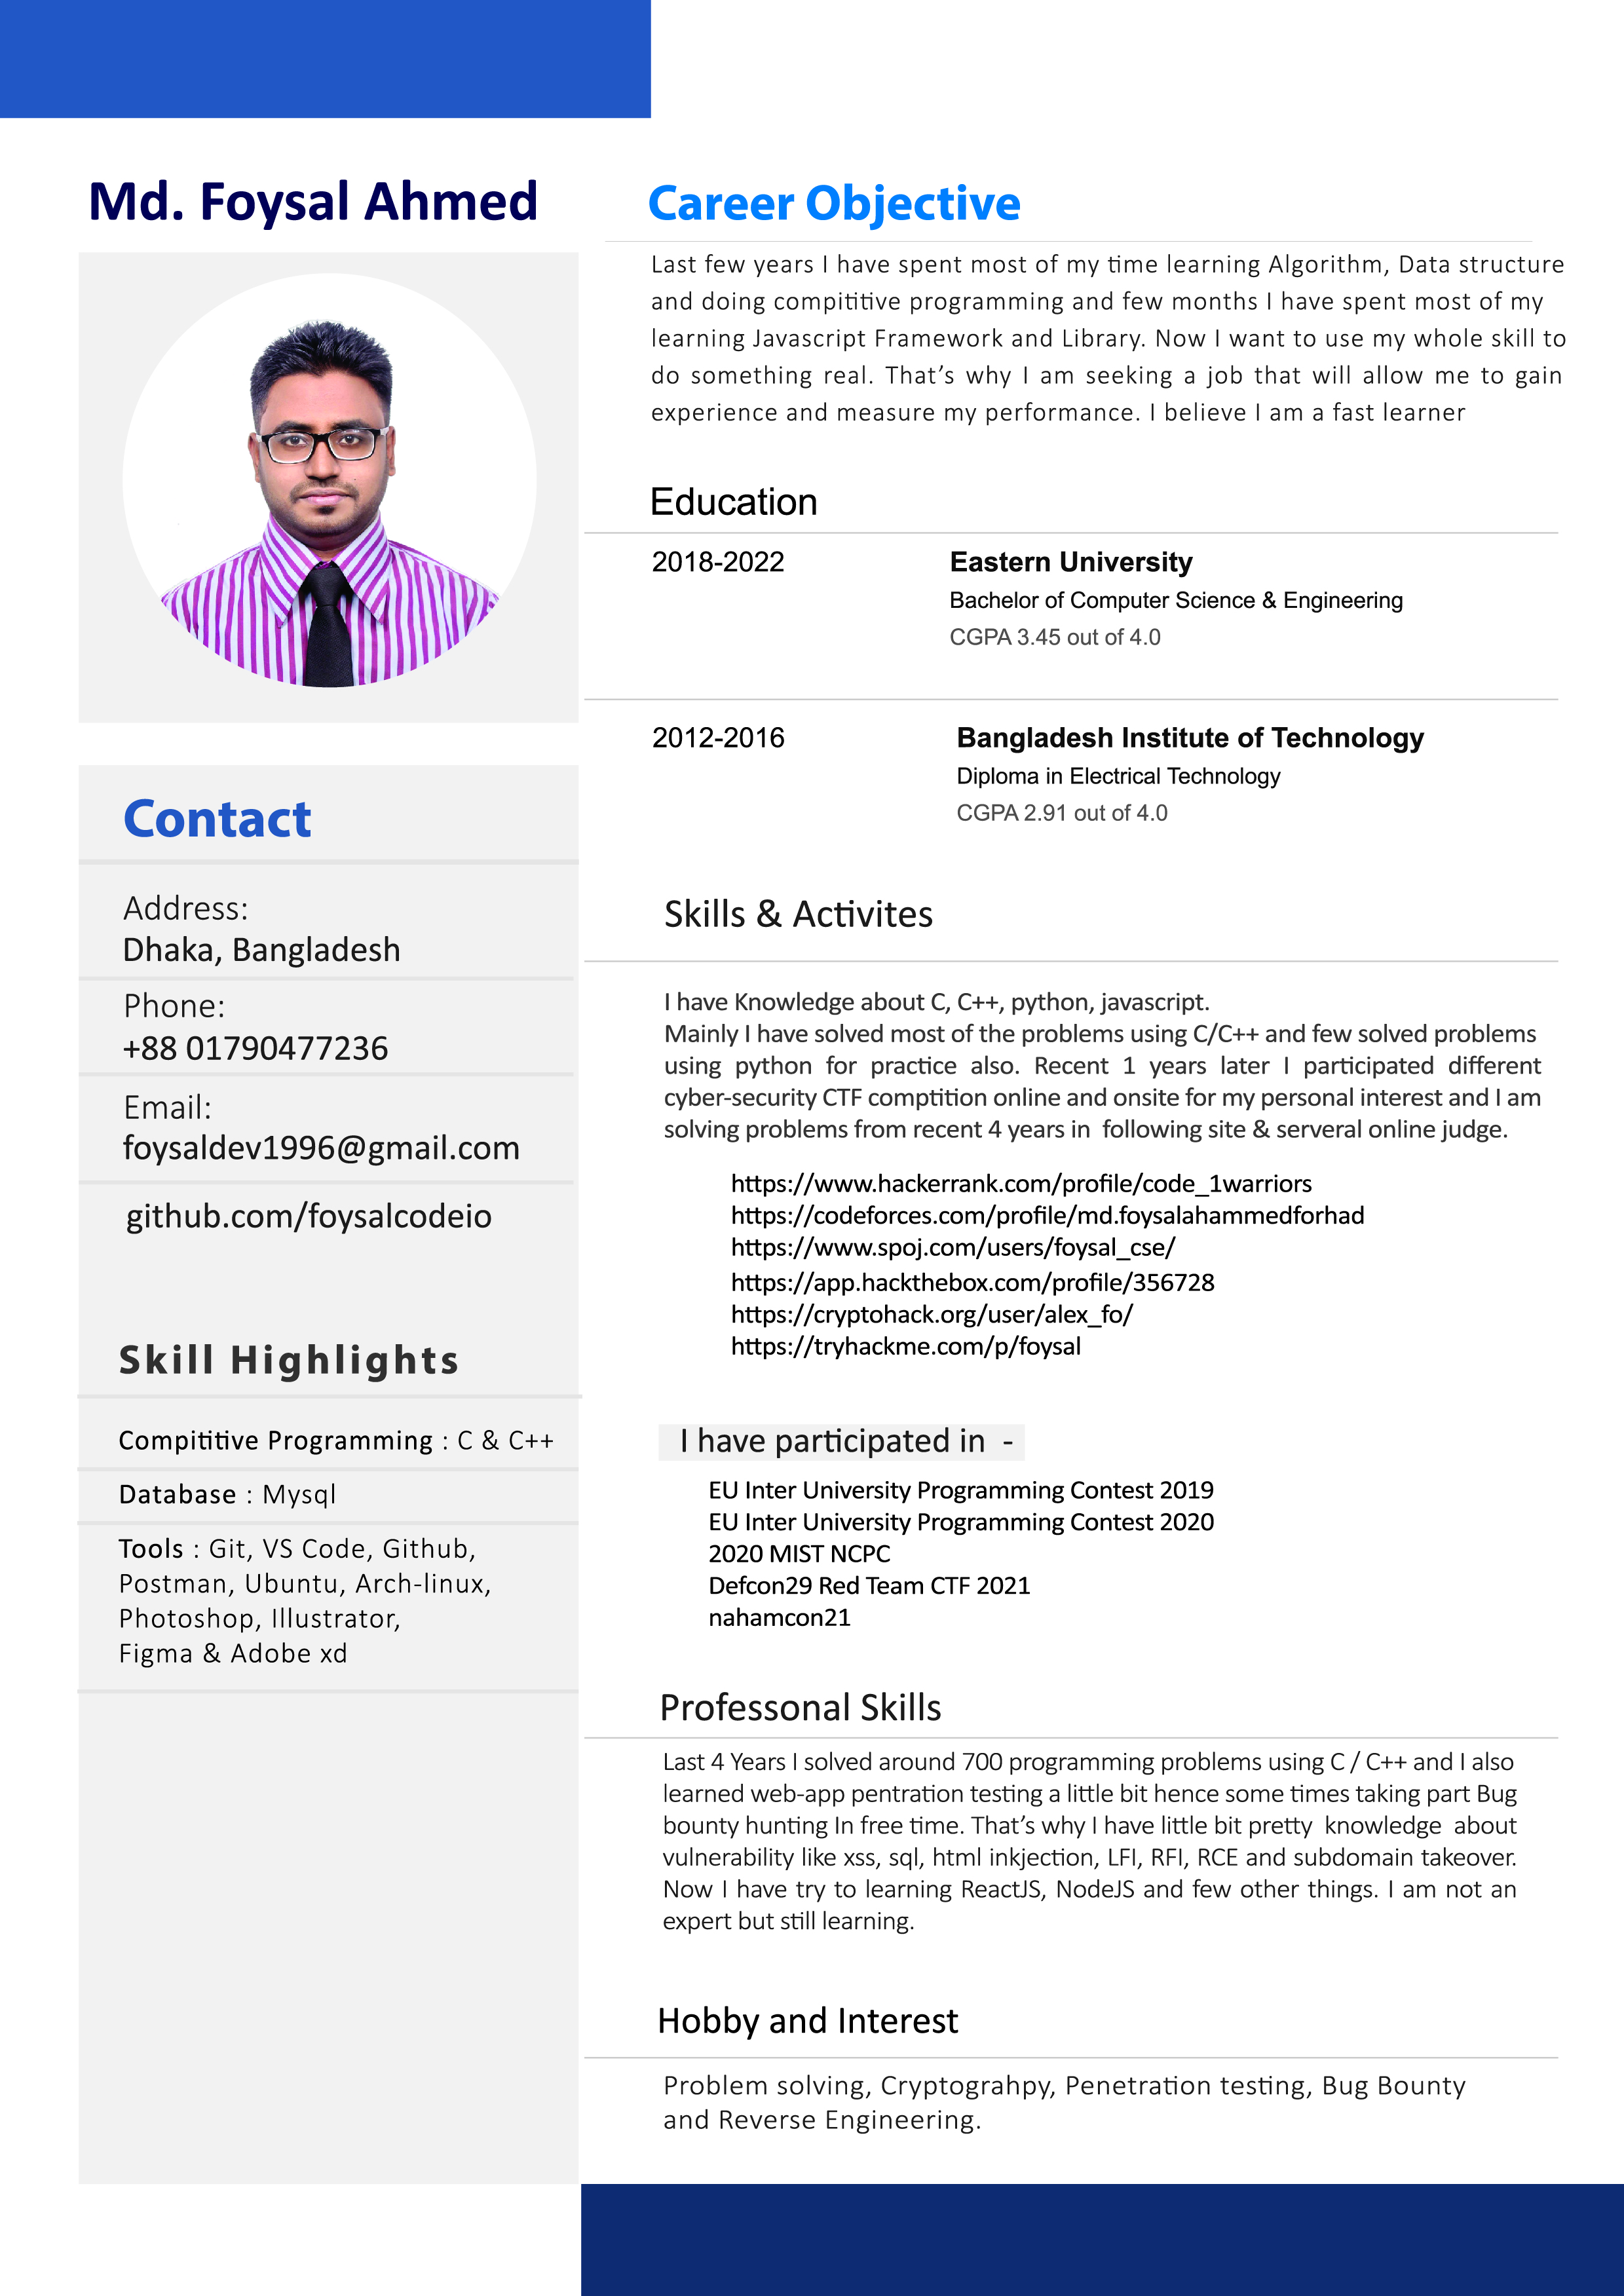 Md. Foysal Ahmed
Contact
Address:
Dhaka, Bangladesh
Phone:
+88 01790477236
Email:
foysaldev1996@gmail.com
github.com/foysalcodeio
Skill Highlights
Compititive Programming : C & C++
Database : Mysql
Tools : Git, VS Code, Github,
Postman, Ubuntu, Arch-linux,
Photoshop, Illustrator,
Figma & Adobe xd
Career Objective
Last few years I have spent most of my time learning Algorithm, Data structure
and doing compititive programming and few months I have spent most of my
learning Javascript Framework and Library. Now I want to use my whole skill to
do something real. That’s why I am seeking a job that will allow me to gain
experience and measure my performance. I believe I am a fast learner
Education
2018-2022 Eastern University
Bachelor of Computer Science & Engineering
CGPA 3.45 out of 4.0
2012-2016 Bangladesh Institute of Technology
Diploma in Electrical Technology
CGPA 2.91 out of 4.0
Skills & Activites
I have Knowledge about C, C++, python, javascript.
Mainly I have solved most of the problems using C/C++ and few solved problems
using python for practice also. Recent 1 years later I participated different
cyber-security CTF comptition online and onsite for my personal interest and I am
solving problems from recent 4 years in following site & serveral online judge.
https://www.hackerrank.com/profile/code_1warriors
https://codeforces.com/profile/md.foysalahammedforhad
https://www.spoj.com/users/foysal_cse/
https://app.hackthebox.com/profile/356728
https://cryptohack.org/user/alex_fo/
https://tryhackme.com/p/foysal
I have participated in -
EU Inter University Programming Contest 2019
EU Inter University Programming Contest 2020
2020 MIST NCPC
Defcon29 Red Team CTF 2021
nahamcon21
Professonal Skills
Last 4 Years I solved around 700 programming problems using C / C++ and I also
learned web-app pentration testing a little bit hence some times taking part Bug
bounty hunting In free time. That’s why I have little bit pretty knowledge about
vulnerability like xss, sql, html inkjection, LFI, RFI, RCE and subdomain takeover.
Now I have try to learning ReactJS, NodeJS and few other things. I am not an
expert but still learning.
Hobby and Interest
Problem solving, Cryptograhpy, Penetration testing, Bug Bounty
and Reverse Engineering.